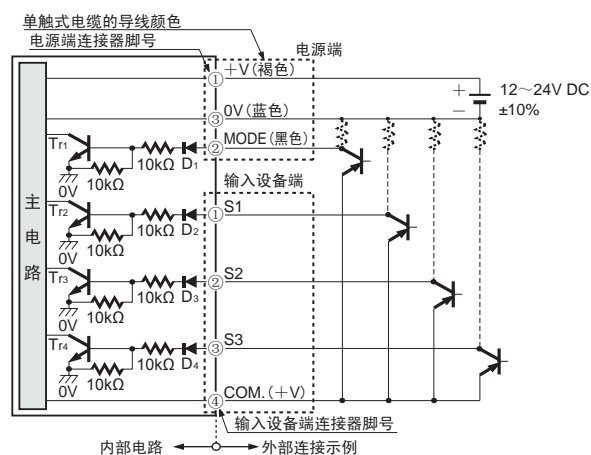 单触式电缆的导线颜色
电源端连接器脚号
电源端
① +V(褐色)
+ 12~24V DC
− ±10%
③ 0V(蓝色)
② MODE(黑色)
Tr1
10kΩ D1
0V 10kΩ
输入设备端
主电路
① S1
Tr2
10kΩ D2
0V 10kΩ
② S2
Tr3
10kΩ D3
0V 10kΩ
③ S3
Tr4
10kΩ D4
0V 10kΩ
④ COM.(+V)
输入设备端连接器脚号
内部电路 外部连接示例